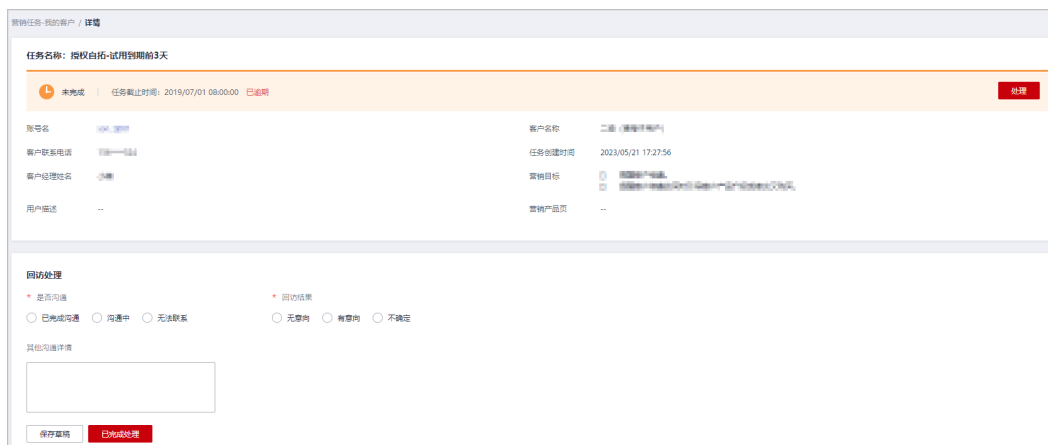 营销任务-我的客户 / 详情
任务名称：授权自拓-试用到期前3天
未完成 任务截止时间：2019/07/01 08:00:00 已逾期 处理
账号名 客户名称
客户联系电话 任务创建时间 2023/05/21 17:27:56
客户经理姓名 营销目标
用户描述 -- 营销产品页 --
回访处理
* 是否沟通 * 回访结果
已完成沟通 沟通中 无法联系 无意向 有意向 不确定
其他沟通详情
保存草稿 已完成处理